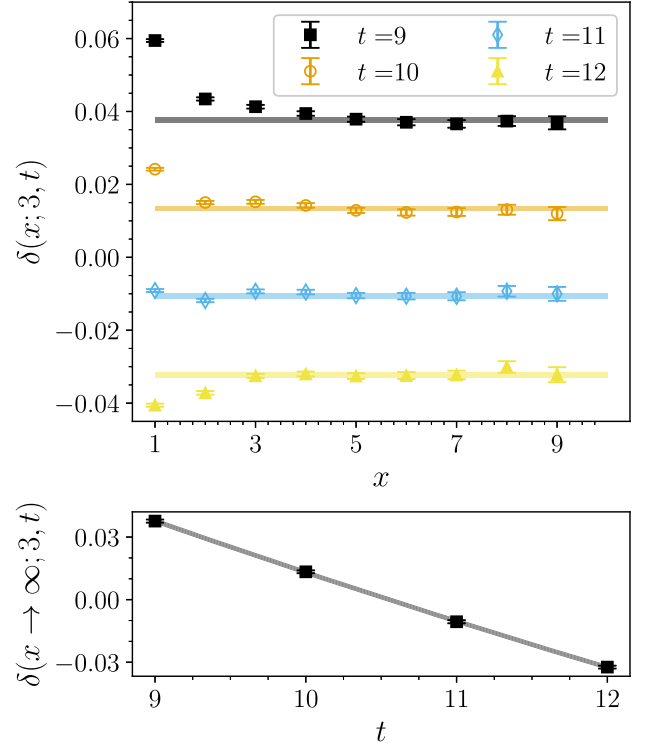 δ(x; 3, t)
0.06
0.04
0.02
0.00
−0.02
−0.04
t = 9
t = 11
t = 10
t = 12
1 3 5 7 9
x
δ(x → ∞; 3, t)
0.03
0.00
−0.03
9 10 11 12
t